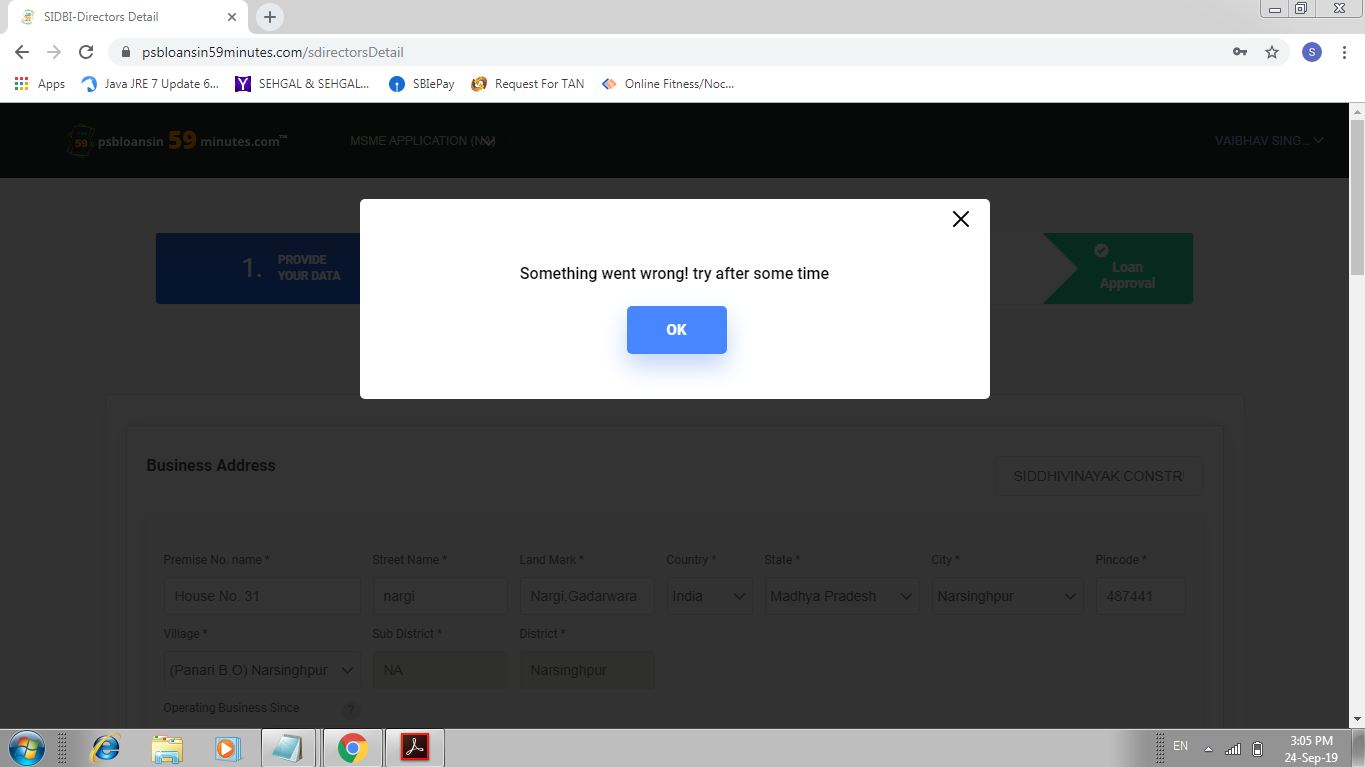 SIDBI-Directors Detail
psbloansin59minutes.com/sdirectorsDetail
S
Apps
Java JRE 7 Update 6...
SEHGAL & SEHGAL...
SBIePay
Request For TAN
Online Fitness/Noc...
59 psbloansin 59 minutes.com™
MSME APPLICATION (NA)
VAIBHAV SING...
1. PROVIDE
YOUR DATA
Loan
Approval
Something went wrong! try after some time
OK
Business Address
SIDDHIVINAYAK CONSTR
Premise No. name * Street Name * Land Mark * Country * State * City * Pincode *
House No. 31 nargi Nargi,Gadarwara India Madhya Pradesh Narsinghpur 487441
Village * Sub District * District *
(Panari B.O) Narsinghpur NA Narsinghpur
Operating Business Since ?
EN
3:05 PM
24-Sep-19